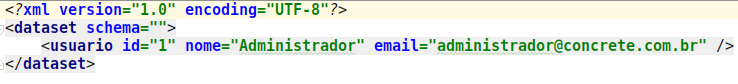 <?xml version="1.0" encoding="UTF-8"?>
<dataset schema="">
    <usuario id="1" nome="Administrador" email="administrador@concrete.com.br" />
</dataset>